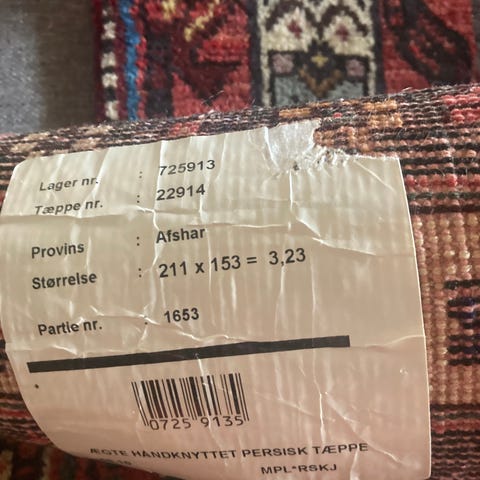 Lager nr. : 725913
Tæppe nr. : 22914
Provins : Afshar
Størrelse : 211 x 153 = 3,23
Partie nr. : 1653
0725 9135
ÆGTE HÅNDKNYTTET PERSISK TÆPPE
MPL*RSKJ